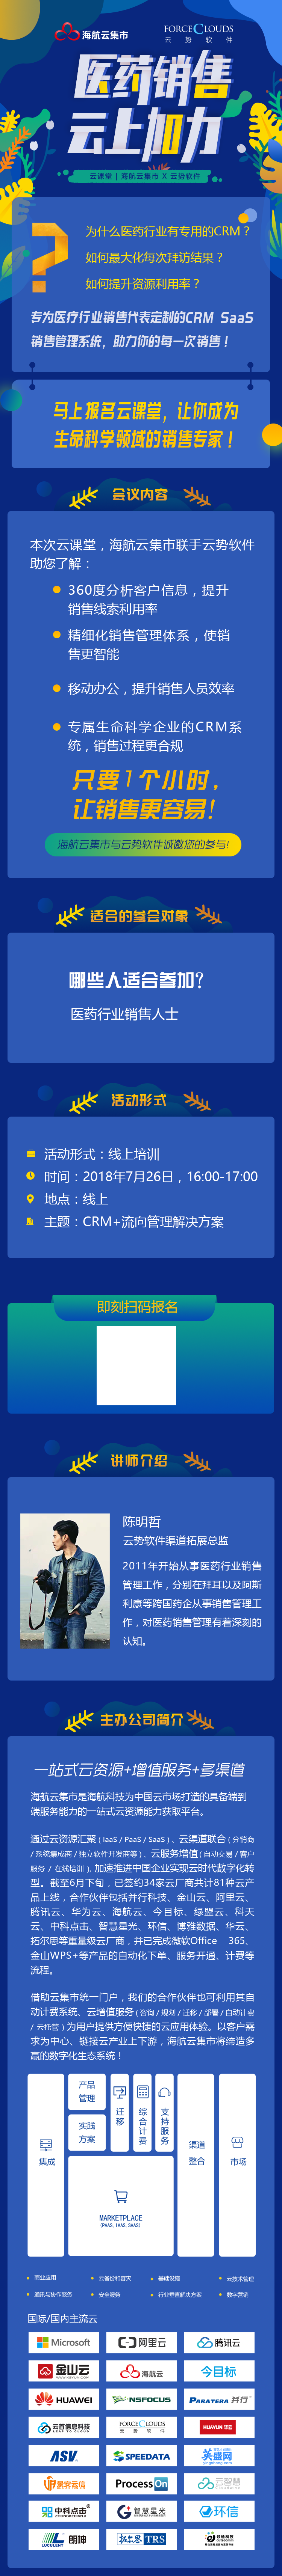 海航云集市
FORCECLOUDS
云势软件
医药销售
云上加力
云课堂 | 海航云集市 X 云势软件
为什么医药行业有专用的CRM？
如何最大化每次拜访结果？
如何提升资源利用率？
专为医疗行业销售代表定制的CRM SaaS
销售管理系统，助力你的每一次销售！
马上报名云课堂，让你成为
生命科学领域的销售专家！
会议内容
本次云课堂，海航云集市联手云势软件
助您了解：
360度分析客户信息，提升
销售线索利用率
精细化销售管理体系，使销
售更智能
移动办公，提升销售人员效率
专属生命科学企业的CRM系
统，销售过程更合规
只要1个小时，
让销售更容易！
海航云集市与云势软件诚邀您的参与！
适合的参会对象
哪些人适合参加？
医药行业销售人士
活动形式
活动形式：线上培训
时间：2018年7月26日，16:00-17:00
地点：线上
主题：CRM+流向管理解决方案
即刻扫码报名
讲师介绍
陈明哲
云势软件渠道拓展总监
2011年开始从事医药行业销售
管理工作，分别在拜耳以及阿斯
利康等跨国药企从事销售管理工
作，对医药销售管理有着深刻的
认知。
主办公司简介
一站式云资源+增值服务+多渠道
海航云集市是海航科技为中国云市场打造的具备端到
端服务能力的一站式云资源能力获取平台。
通过云资源汇聚（IaaS / PaaS / SaaS）、云渠道联合（分销商
/ 系统集成商 / 独立软件开发商等）、云服务增值（自动交易 / 客户
服务 / 在线培训），加速推进中国企业实现云时代数字化转
型。截至6月下旬，已签约34家云厂商共计81种云产
品上线，合作伙伴包括并行科技、金山云、阿里云、
腾讯云、华为云、海航云、今目标、绿盟云、科天
云、中科点击、智慧星光、环信、博雅数据、华云、
拓尔思等重量级云厂商，并已完成微软Office 365、
金山WPS+等产品的自动化下单、服务开通、计费等
流程。
借助云集市统一门户，我们的合作伙伴也可利用其自
动计费系统、云增值服务（咨询 / 规划 / 迁移 / 部署 / 自动计费
/ 云托管）为用户提供方便快捷的云应用体验。以客户需
求为中心、链接云产业上下游，海航云集市将缔造多
赢的数字化生态系统！
集成
产品
管理
实践
方案
迁移
综合计费
支持服务
渠道
整合
市场
MARKETPLACE
(PAAS, IAAS, SAAS)
商业应用
云备份和容灾
基础设施
云技术管理
通讯与协作服务
安全服务
行业垂直解决方案
数字营销
国际/国内主流云
Microsoft
阿里云
腾讯云
金山云
海航云
今目标
HUAWEI
NSFOCUS
PARATERA 并行
云首信息科技
FORCECLOUDS
云势软件
HUAYUN 华云
ASV
SPEEDATA
英盛网
ProcessOn
云智慧
中科点击
智慧星光
环信
LUCULENT 朗坤
拓尔思 TRS